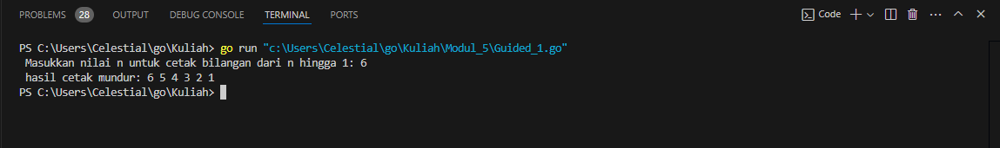 PROBLEMS 28 OUTPUT DEBUG CONSOLE TERMINAL PORTS Code
PS C:\Users\Celestial\go\Kuliah> go run "c:\Users\Celestial\go\Kuliah\Modul_5\Guided_1.go"
Masukkan nilai n untuk cetak bilangan dari n hingga 1: 6
hasil cetak mundur: 6 5 4 3 2 1
PS C:\Users\Celestial\go\Kuliah>